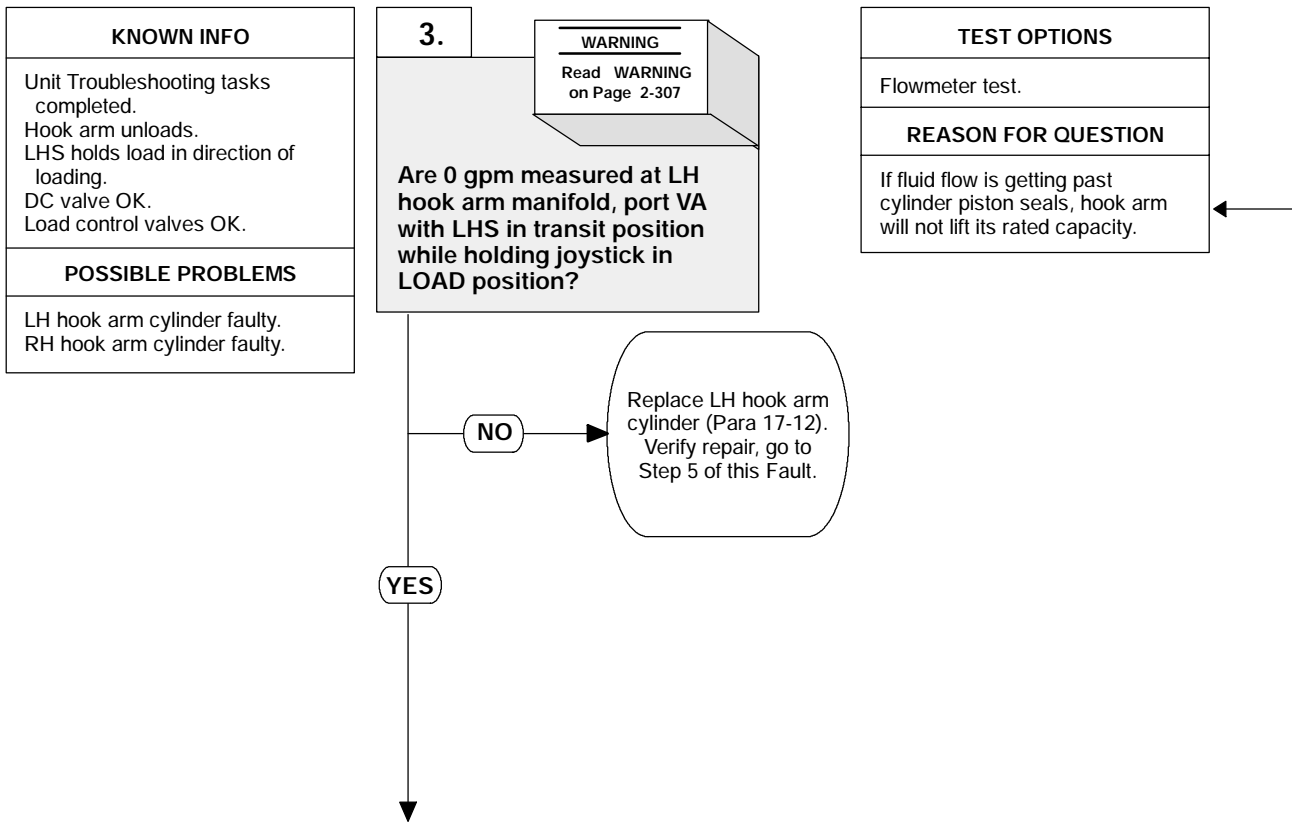 KNOWN INFO
Unit Troubleshooting tasks
completed.
Hook arm unloads.
LHS holds load in direction of
loading.
DC valve OK.
Load control valves OK.
POSSIBLE PROBLEMS
LH hook arm cylinder faulty.
RH hook arm cylinder faulty.
3.
WARNING
Read WARNING
on Page 2-307
Are 0 gpm measured at LH
hook arm manifold, port VA
with LHS in transit position
while holding joystick in
LOAD position?
TEST OPTIONS
Flowmeter test.
REASON FOR QUESTION
If fluid flow is getting past
cylinder piston seals, hook arm
will not lift its rated capacity.
NO
Replace LH hook arm
cylinder (Para 17-12).
Verify repair, go to
Step 5 of this Fault.
YES